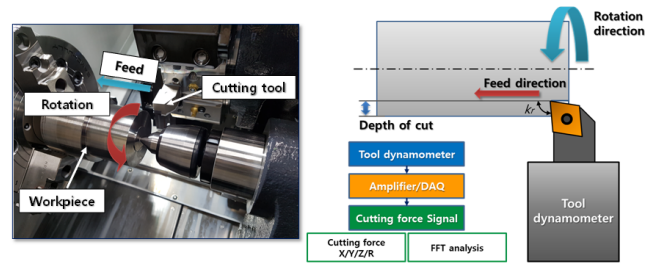 Feed
Cutting tool
Rotation
Workpiece
Rotation
direction
Feed direction
kr
Depth of cut
Tool dynamometer
Amplifier/DAQ
Cutting force Signal
Cutting force
X/Y/Z/R
FFT analysis
Tool
dynamometer